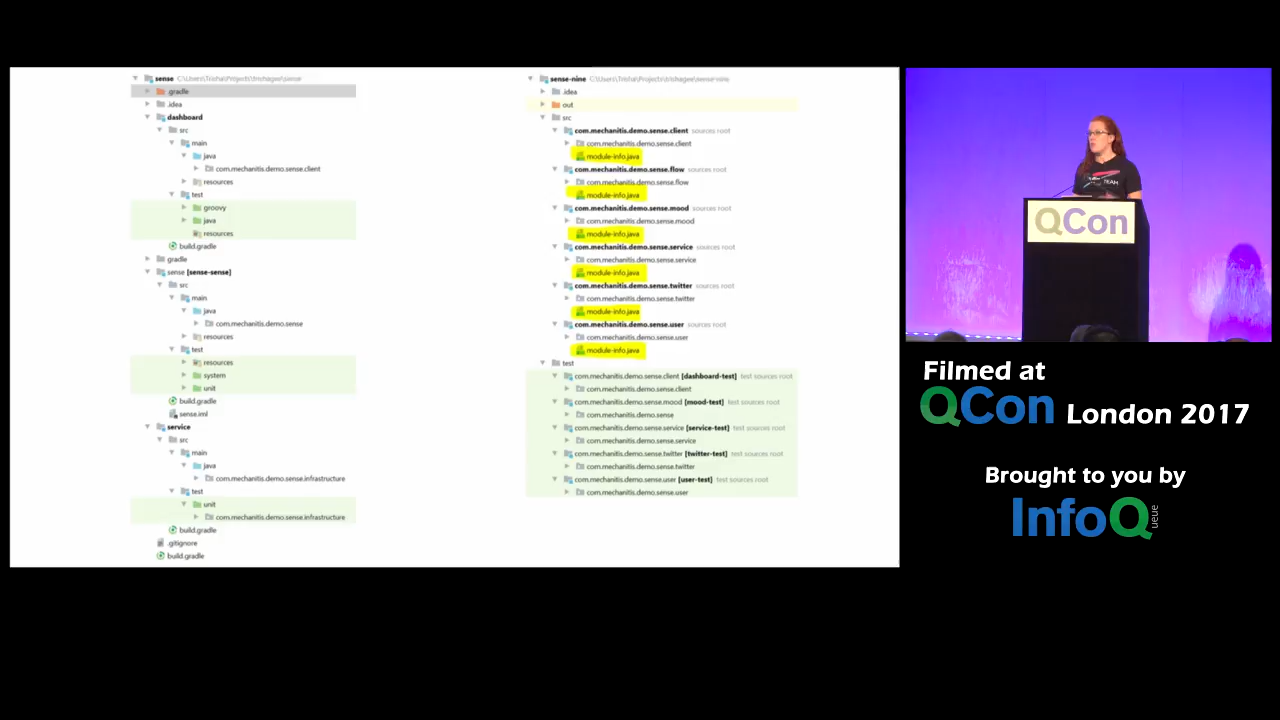 sense C:\Users\Trisha\Projects\trishagee\sense
.gradle
.idea
dashboard
src
main
java
com.mechanitis.demo.sense.client
resources
test
groovy
java
resources
build.gradle
gradle
sense [sense-sense]
src
main
java
com.mechanitis.demo.sense
resources
test
resources
system
unit
build.gradle
sense.iml
service
src
main
java
com.mechanitis.demo.sense.infrastructure
test
unit
com.mechanitis.demo.sense.infrastructure
build.gradle
.gitignore
build.gradle
sense-nine C:\Users\Trisha\Projects\trishagee\sense-nine
.idea
out
src
com.mechanitis.demo.sense.client sources root
com.mechanitis.demo.sense.client
module-info.java
com.mechanitis.demo.sense.flow sources root
com.mechanitis.demo.sense.flow
module-info.java
com.mechanitis.demo.sense.mood sources root
com.mechanitis.demo.sense.mood
module-info.java
com.mechanitis.demo.sense.service sources root
com.mechanitis.demo.sense.service
module-info.java
com.mechanitis.demo.sense.twitter sources root
com.mechanitis.demo.sense.twitter
module-info.java
com.mechanitis.demo.sense.user sources root
com.mechanitis.demo.sense.user
module-info.java
test
com.mechanitis.demo.sense.client [dashboard-test] test sources root
com.mechanitis.demo.sense.client
com.mechanitis.demo.sense.mood [mood-test] test sources root
com.mechanitis.demo.sense
com.mechanitis.demo.sense.service [service-test] test sources root
com.mechanitis.demo.sense.service
com.mechanitis.demo.sense.twitter [twitter-test] test sources root
com.mechanitis.demo.sense.twitter
com.mechanitis.demo.sense.user [user-test] test sources root
com.mechanitis.demo.sense.user
TEAM
QCon
Filmed at
QCon London 2017
Brought to you by
InfoQ
ueue